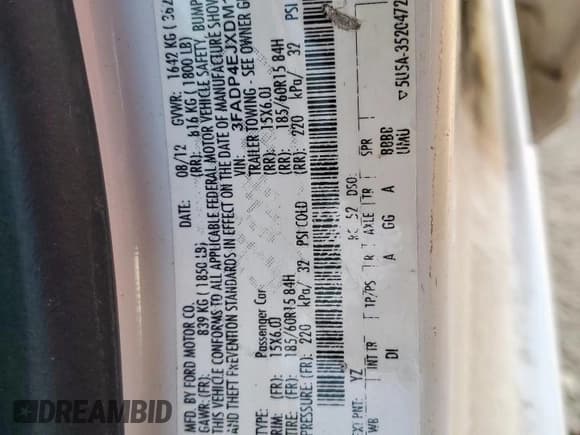 MFD. BY FORD MOTOR CO.
DATE: 08/12 GVWR: 1642 KG
GAWR: (FR): 839 KG (1850 LB) (RR): 816 KG (1800 LB)
THIS VEHICLE CONFORMS TO ALL APPLICABLE FEDERAL MOTOR VEHICLE SAFETY, BUMP
AND THEFT PREVENTION STANDARDS IN EFFECT ON THE DATE OF MANUFACTURE SHOW
VIN: 3FADP4EJXDM
Passenger Car TRAILER TOWING - SEE OWNER G
RIM: (FR): 15X6.0J (RR): 15X6.0J
TIRE (FR): 185/60R15 84H (RR): 185/60R15 84H
PRESSURE (FR): 220 kPa/ 32 PSI COLD (RR): 220 kPa/ 32 PSI
EXT PNT: YZ RC: 52 DSO:
WB INT TR TP/PS R AXLE TR SPR
DI A GG A BBBC
UMU
5USA-3520472
DREAMBID